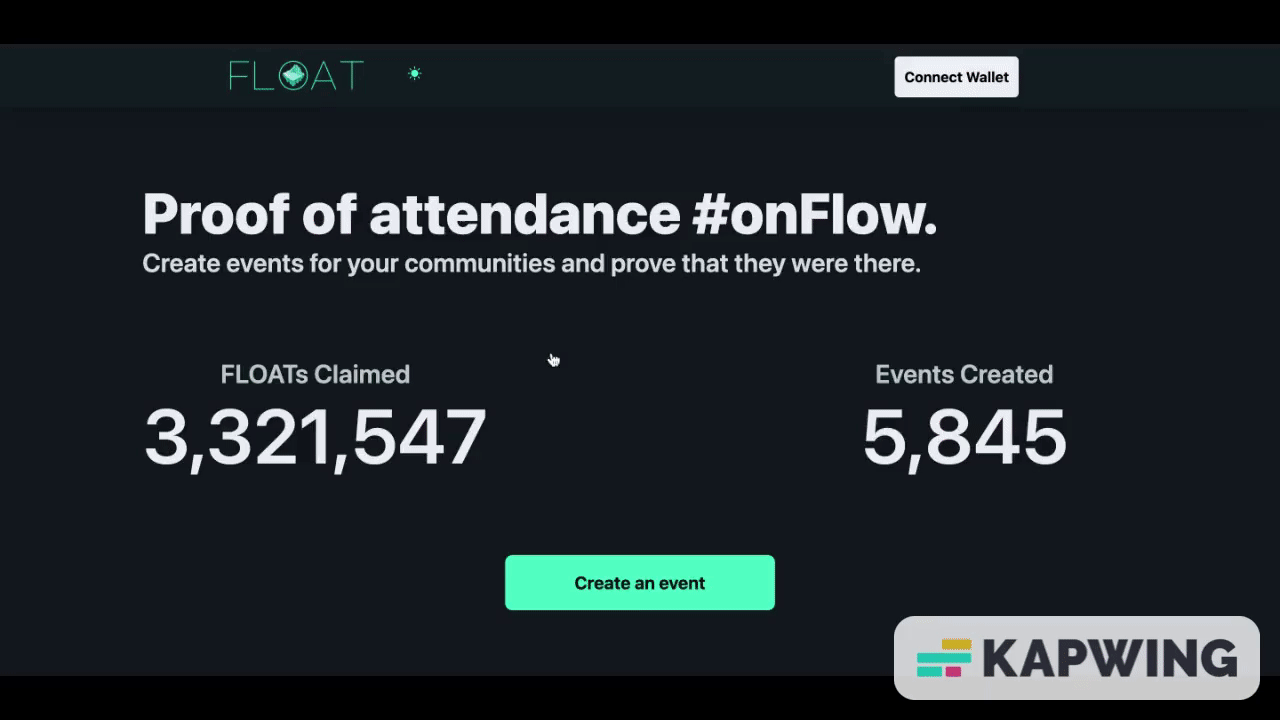 FLOAT
Connect Wallet
Proof of attendance #onFlow.
Create events for your communities and prove that they were there.
FLOATs Claimed
Events Created
3,321,547
5,845
Create an event
KAPWING